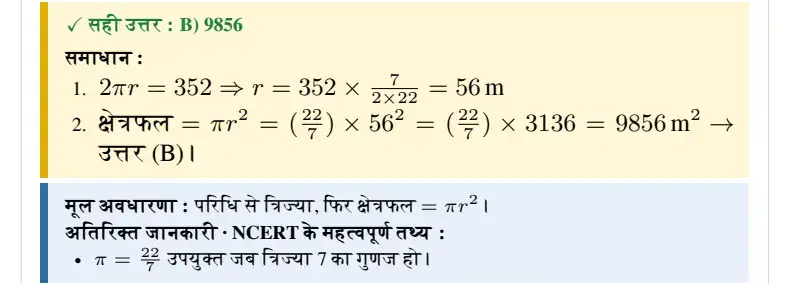 ✓ सही उत्तर : B) 9856
समाधान :
1. 2πr = 352 ⇒ r = 352 × 7/(2×22) = 56 m
2. क्षेत्रफल = πr² = (22/7) × 56² = (22/7) × 3136 = 9856 m² →
उत्तर (B)।
मूल अवधारणा : परिधि से त्रिज्या, फिर क्षेत्रफल = πr²।
अतिरिक्त जानकारी · NCERT के महत्वपूर्ण तथ्य :
• π = 22/7 उपयुक्त जब त्रिज्या 7 का गुणज हो।